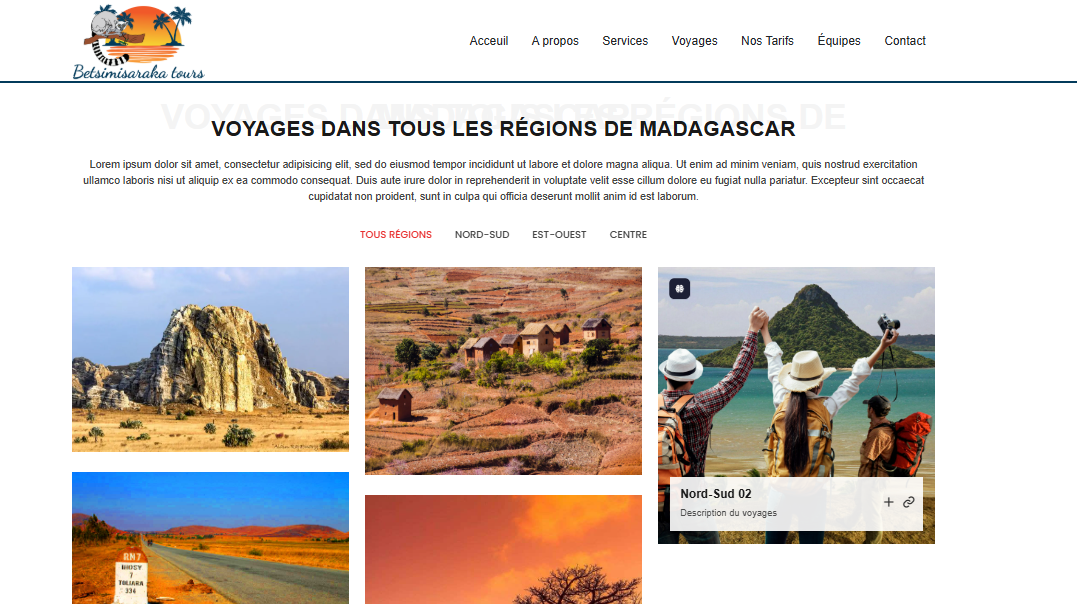 Betsimisaraka tours
Acceuil
A propos
Services
Voyages
Nos Tarifs
Équipes
Contact
VOYAGES DANS TOUS LES RÉGIONS DE
MADAGASCAR
VOYAGES DANS TOUS LES RÉGIONS DE MADAGASCAR
Lorem ipsum dolor sit amet, consectetur adipisicing elit, sed do eiusmod tempor incididunt ut labore et dolore magna aliqua. Ut enim ad minim veniam, quis nostrud exercitation
ullamco laboris nisi ut aliquip ex ea commodo consequat. Duis aute irure dolor in reprehenderit in voluptate velit esse cillum dolore eu fugiat nulla pariatur. Excepteur sint occaecat
cupidatat non proident, sunt in culpa qui officia deserunt mollit anim id est laborum.
TOUS RÉGIONS
NORD-SUD
EST-OUEST
CENTRE
Nord-Sud 02
Description du voyages
RN7
IHOSY
7
TOLIARA
334